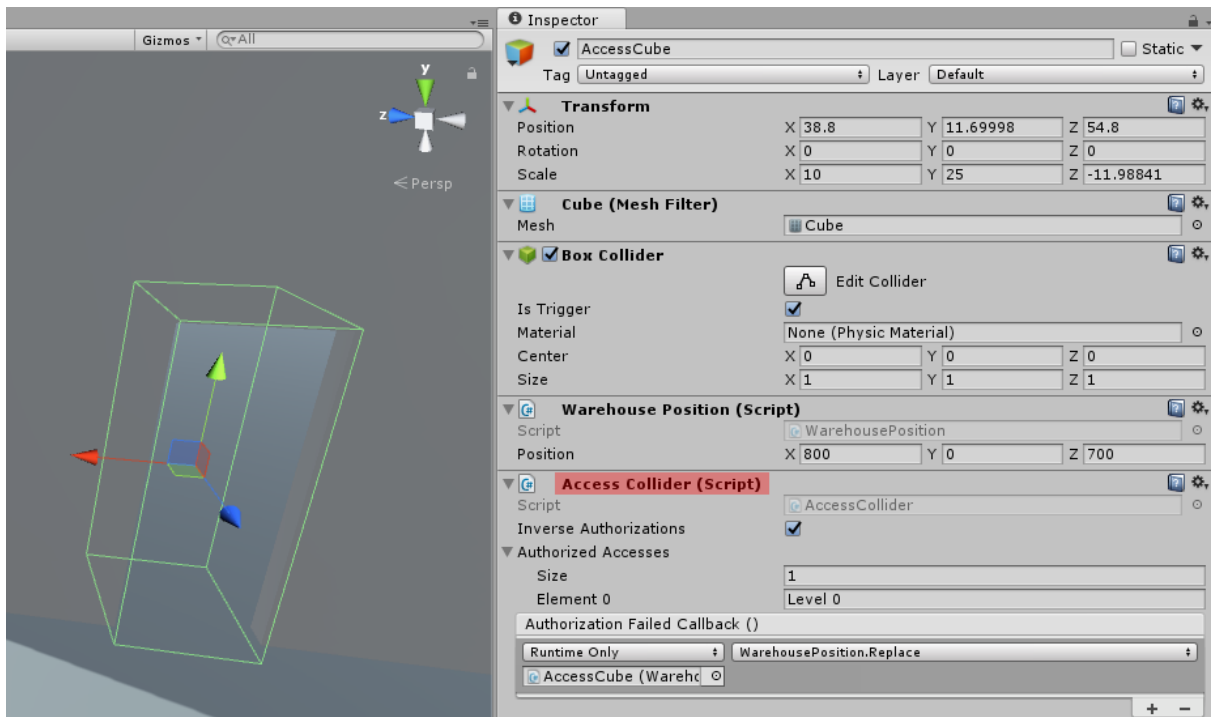 Inspector
Gizmos
All
AccessCube
Static
Tag Untagged Layer Default
y
z
Persp
Transform
Position X 38.8 Y 11.69998 Z 54.8
Rotation X 0 Y 0 Z 0
Scale X 10 Y 25 Z -11.98841
Cube (Mesh Filter)
Mesh Cube
Box Collider
Edit Collider
Is Trigger
Material None (Physic Material)
Center X 0 Y 0 Z 0
Size X 1 Y 1 Z 1
Warehouse Position (Script)
Script WarehousePosition
Position X 800 Y 0 Z 700
Access Collider (Script)
Script AccessCollider
Inverse Authorizations
Authorized Accesses
Size 1
Element 0 Level 0
Authorization Failed Callback ()
Runtime Only WarehousePosition.Replace
AccessCube (Warehc
+ −